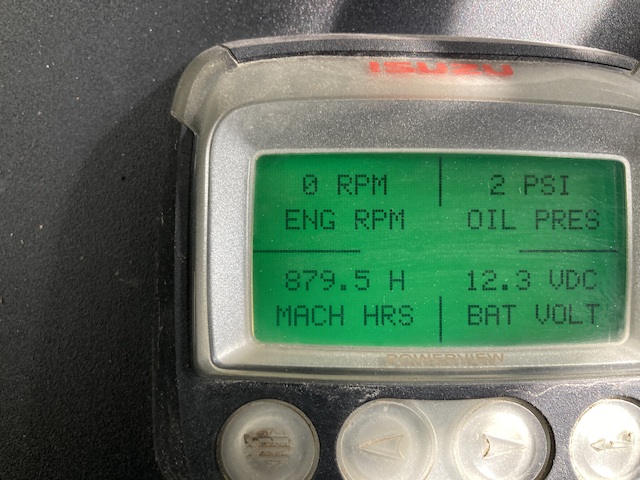 ISUZU
0 RPM
ENG RPM
2 PSI
OIL PRES
879.5 H
MACH HRS
12.3 VDC
BAT VOLT
POWERVIEW